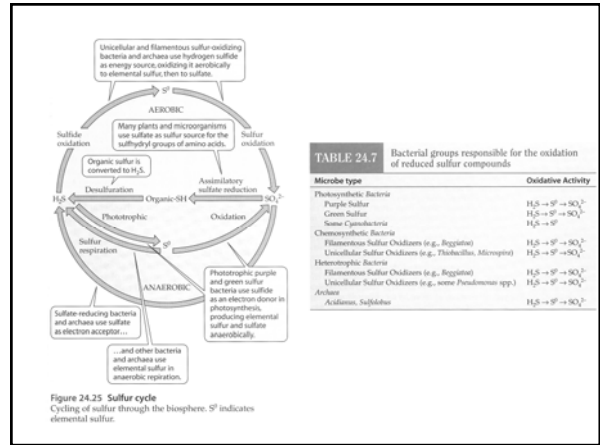 Unicellular and filamentous sulfur-oxidizing
bacteria and archaea use hydrogen sulfide
as energy source, oxidizing it aerobically
to elemental sulfur, then to sulfate.
S⁰
AEROBIC
Many plants and microorganisms
use sulfate as sulfur source for the
sulfhydryl groups of amino acids.
Sulfide
oxidation
Sulfur
oxidation
Organic sulfur is
converted to H₂S.
Assimilatory
sulfate reduction
Desulfuration
H₂S
Organic-SH
SO₄²⁻
Phototrophic
Oxidation
Sulfur
respiration
S⁰
ANAEROBIC
Phototrophic purple
and green sulfur
bacteria use sulfide
as an electron donor in
photosynthesis,
producing elemental
sulfur and sulfate
anaerobically.
Sulfate-reducing bacteria
and archaea use sulfate
as electron acceptor…
…and other bacteria
and archaea use
elemental sulfur in
anaerobic repiration.
Figure 24.25 Sulfur cycle
Cycling of sulfur through the biosphere. S⁰ indicates
elemental sulfur.
TABLE 24.7 Bacterial groups responsible for the oxidation
of reduced sulfur compounds
Microbe type Oxidative Activity
Photosynthetic Bacteria
Purple Sulfur H₂S → S⁰ → SO₄²⁻
Green Sulfur H₂S → S⁰ → SO₄²⁻
Some Cyanobacteria H₂S → S⁰
Chemosynthetic Bacteria
Filamentous Sulfur Oxidizers (e.g., Beggiatoa) H₂S → S⁰ → SO₄²⁻
Unicellular Sulfur Oxidizers (e.g., Thiobacillus, Microspira) H₂S → S⁰ → SO₄²⁻
Heterotrophic Bacteria
Filamentous Sulfur Oxidizers (e.g., Beggiatoa) H₂S → S⁰ → SO₄²⁻
Unicellular Sulfur Oxidizers (e.g., some Pseudomonas spp.) H₂S → S⁰ → SO₄²⁻
Archaea
Acidianus, Sulfolobus H₂S → S⁰ → SO₄²⁻